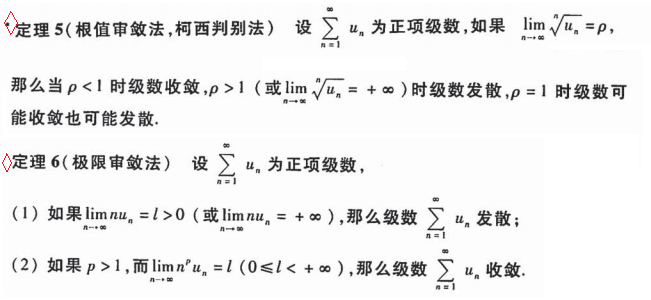 定理 5(根值审敛法,柯西判别法) 设 $\sum_{n=1}^{\infty} u_n$ 为正项级数,如果 $\lim_{n\to\infty}\sqrt[n]{u_n}=\rho$,
那么当 $\rho<1$ 时级数收敛,$\rho>1$ (或 $\lim_{n\to\infty}\sqrt[n]{u_n}=+\infty$)时级数发散,$\rho=1$ 时级数可
能收敛也可能发散.
定理 6(极限审敛法) 设 $\sum_{n=1}^{\infty} u_n$ 为正项级数,
(1) 如果 $\lim_{n\to\infty} nu_n=l>0$ (或 $\lim_{n\to\infty} nu_n=+\infty$),那么级数 $\sum_{n=1}^{\infty} u_n$ 发散;
(2) 如果 $p>1$,而 $\lim_{n\to\infty} n^p u_n=l$ ($0\leq l<+\infty$),那么级数 $\sum_{n=1}^{\infty} u_n$ 收敛.